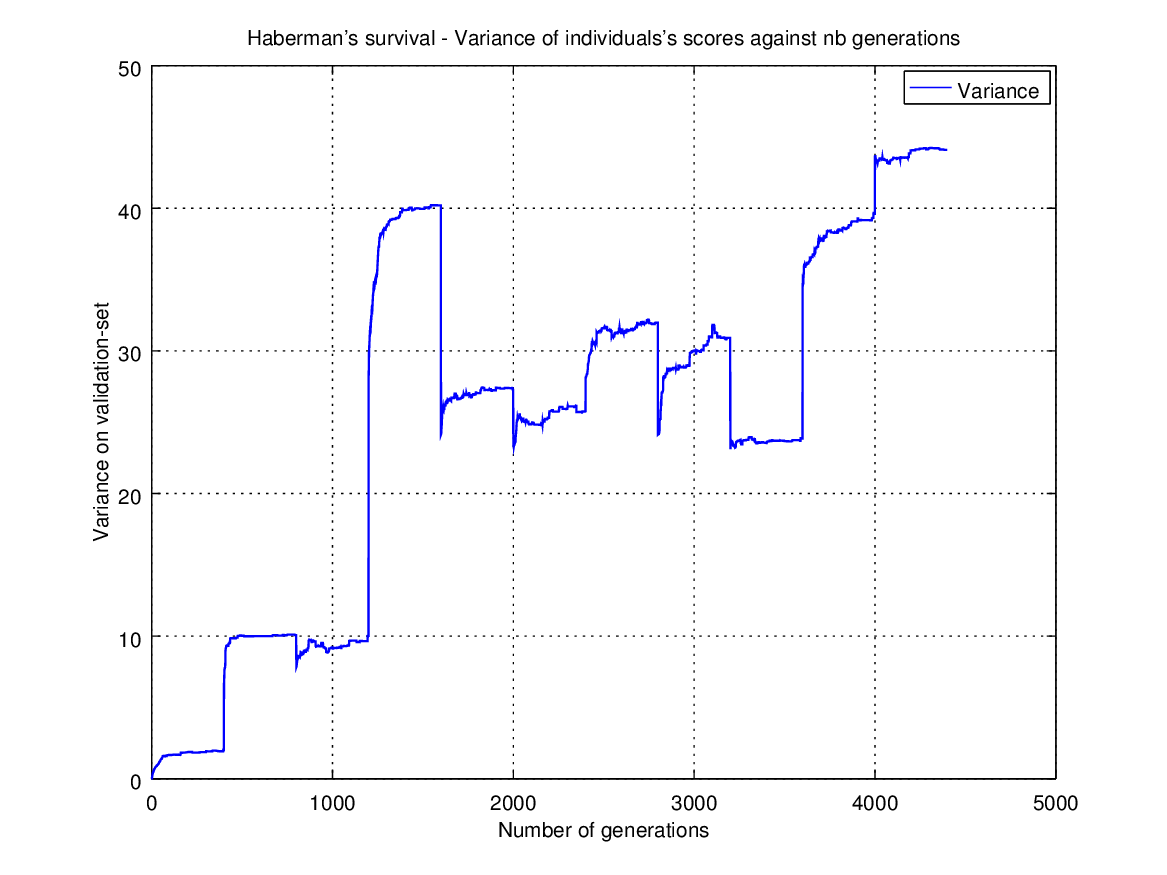 Haberman's survival - Variance of individuals's scores against nb generations
50
Variance
40
30
20
10
0
Variance on validation-set
0 1000 2000 3000 4000 5000
Number of generations